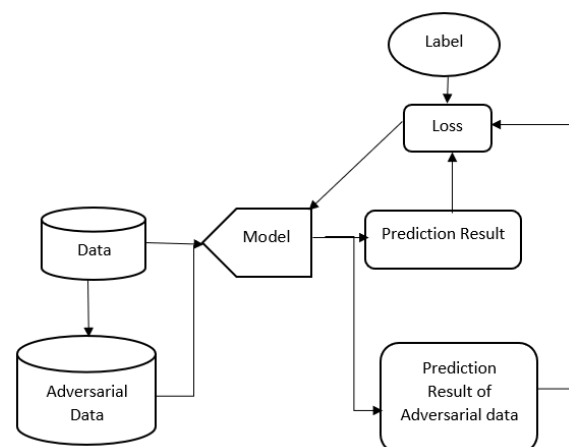 Label
Loss
Model
Prediction Result
Data
Adversarial
Data
Prediction
Result of
Adversarial data